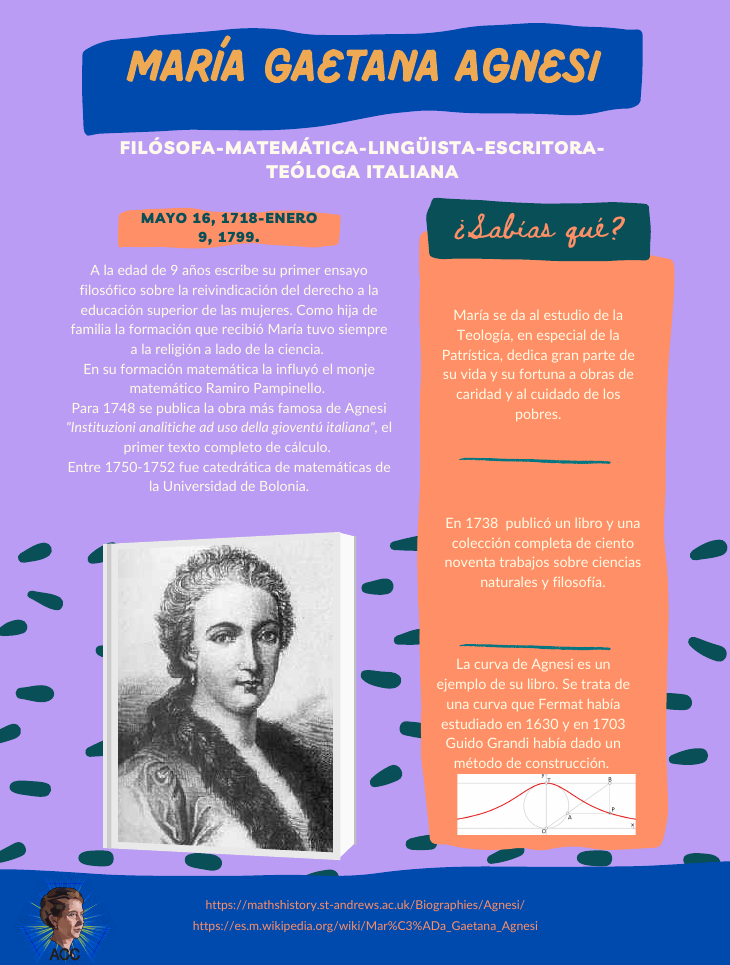 MARÍA GAETANA AGNESI
FILÓSOFA-MATEMÁTICA-LINGÜISTA-ESCRITORA-
TEÓLOGA ITALIANA
MAYO 16, 1718-ENERO
9, 1799.
A la edad de 9 años escribe su primer ensayo
filosófico sobre la reivindicación del derecho a la
educación superior de las mujeres. Como hija de
familia la formación que recibió María tuvo siempre
a la religión a lado de la ciencia.
En su formación matemática la influyó el monje
matemático Ramiro Pampinello.
Para 1748 se publica la obra más famosa de Agnesi
"Instituzioni analitiche ad uso della gioventú italiana", el
primer texto completo de cálculo.
Entre 1750-1752 fue catedrática de matemáticas de
la Universidad de Bolonia.
¿Sabías qué?
María se da al estudio de la
Teología, en especial de la
Patrística, dedica gran parte de
su vida y su fortuna a obras de
caridad y al cuidado de los
pobres.
En 1738 publicó un libro y una
colección completa de ciento
noventa trabajos sobre ciencias
naturales y filosofía.
La curva de Agnesi es un
ejemplo de su libro. Se trata de
una curva que Fermat había
estudiado en 1630 y en 1703
Guido Grandi había dado un
método de construcción.
y
T
B
A
P
O
x
https://mathshistory.st-andrews.ac.uk/Biographies/Agnesi/
https://es.m.wikipedia.org/wiki/Mar%C3%ADa_Gaetana_Agnesi